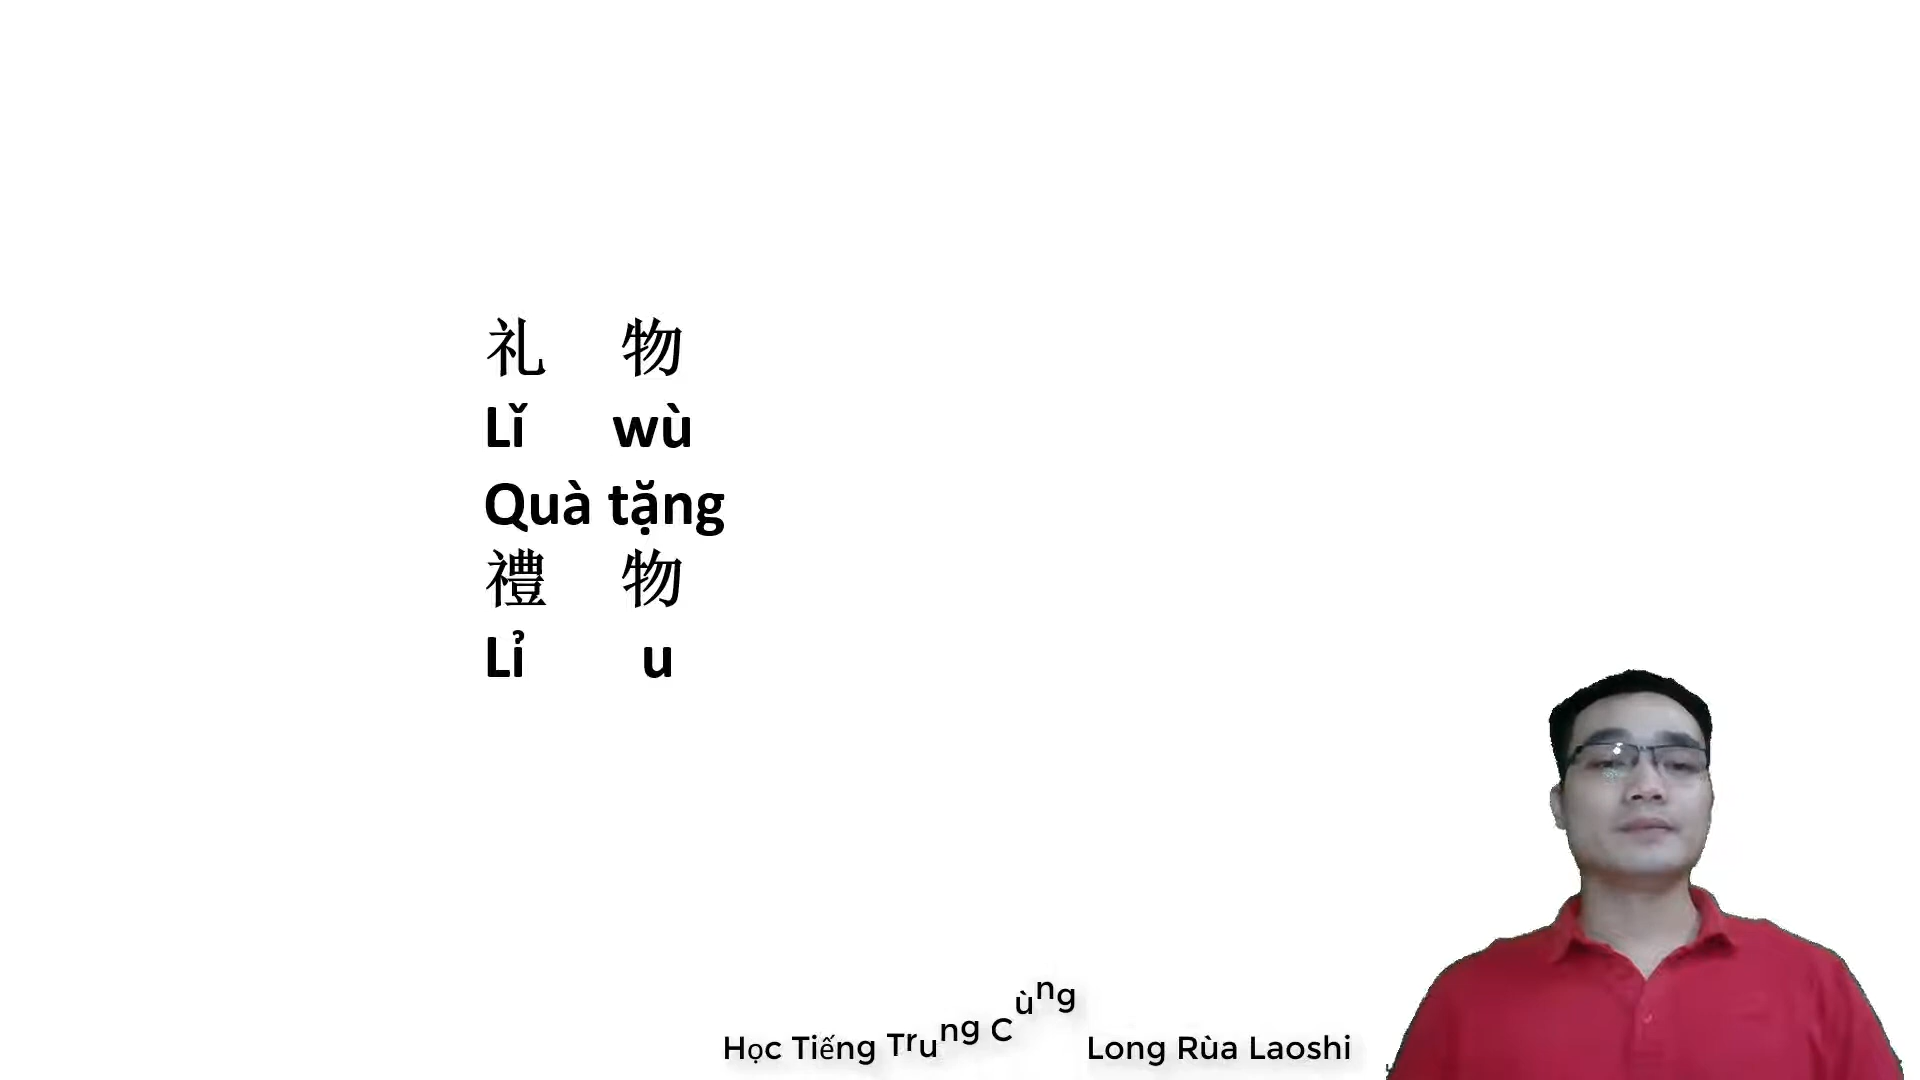 礼 物
Lǐ wù
Quà tặng
禮 物
Lỉ u
Học Tiếng Trung Cùng Long Rùa Laoshi